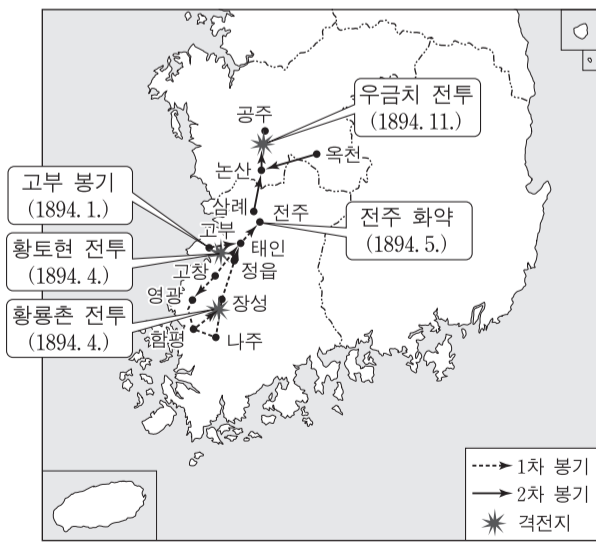 우금치 전투
(1894. 11.)
공주
옥천
논산
고부 봉기
(1894. 1.)
삼례
전주
전주 화약
(1894. 5.)
고부
태인
황토현 전투
(1894. 4.)
정읍
고창
영광
장성
황룡촌 전투
(1894. 4.)
함평
나주
1차 봉기
2차 봉기
격전지